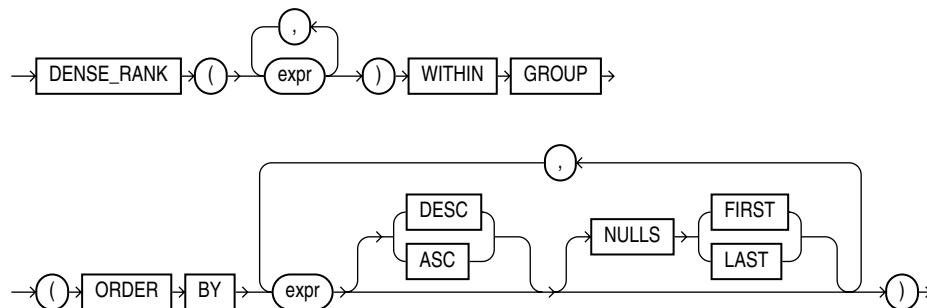 ,
DENSE_RANK ( expr ) WITHIN GROUP
,
DESC FIRST
NULLS
ASC LAST
( ORDER BY expr )